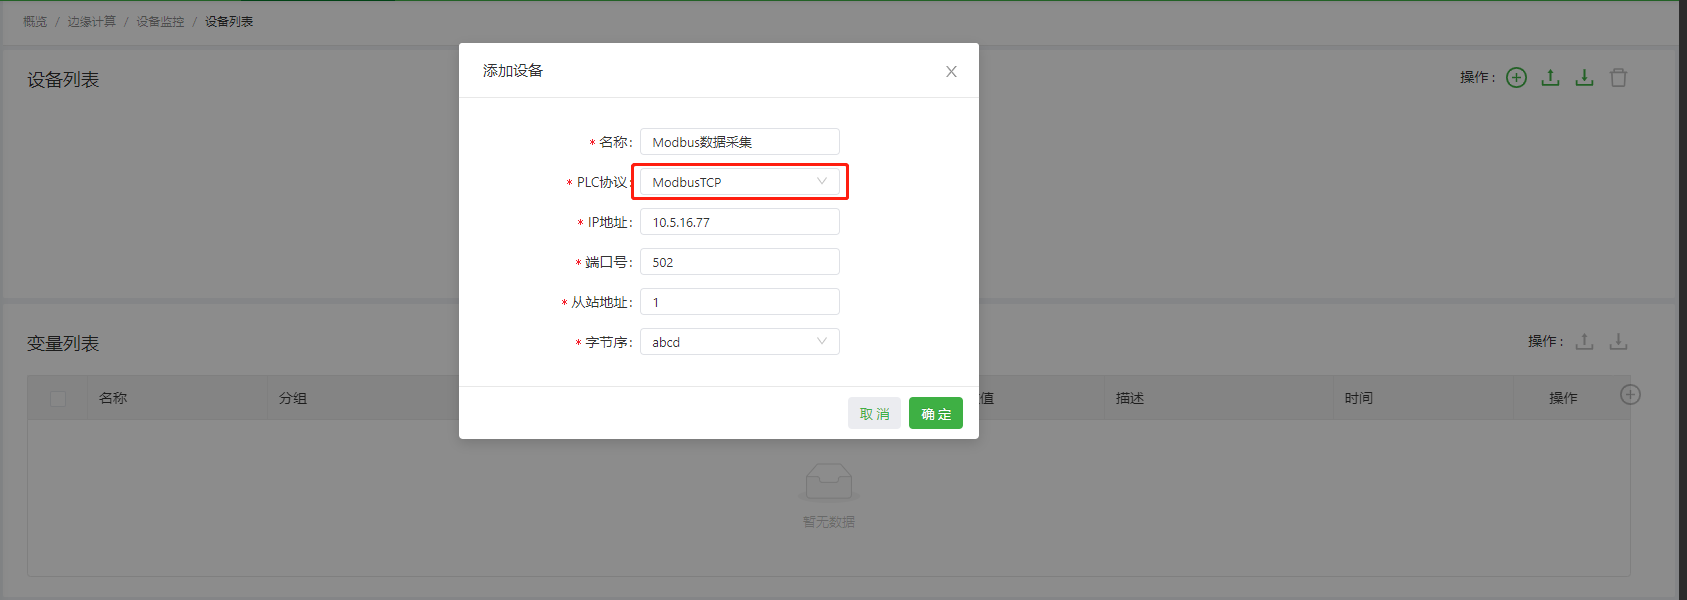 概览 / 边缘计算 / 设备监控 / 设备列表
设备列表
操作 :
添加设备
* 名称:
Modbus数据采集
* PLC协议:
ModbusTCP
* IP地址:
10.5.16.77
* 端口号:
502
* 从站地址:
1
* 字节序:
abcd
取 消
确 定
变量列表
操作 :
名称
分组
值
描述
时间
操作
暂无数据